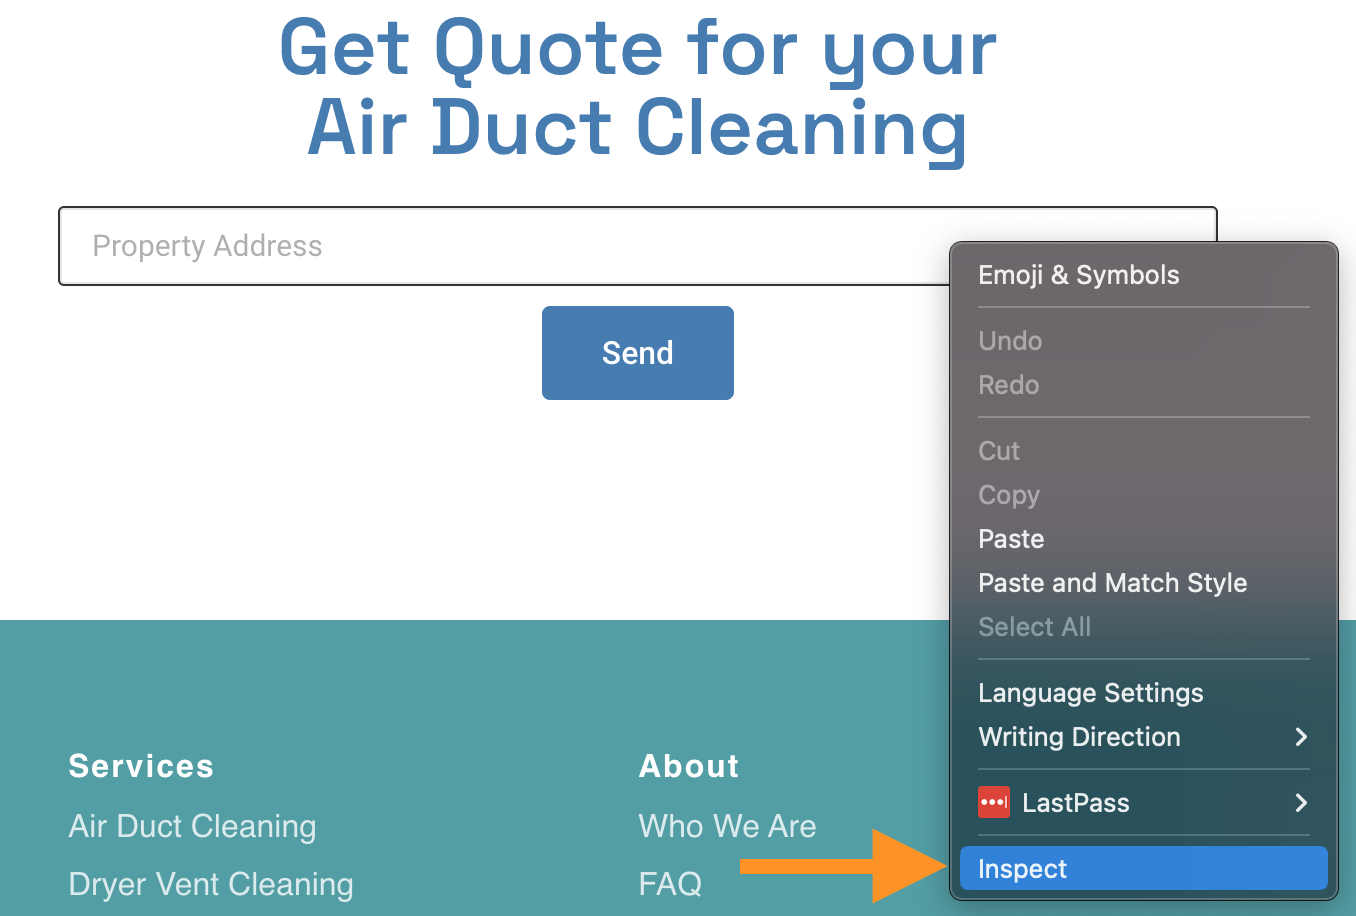 Get Quote for your
Air Duct Cleaning
Property Address
Send
Emoji & Symbols
Undo
Redo
Cut
Copy
Paste
Paste and Match Style
Select All
Language Settings
Writing Direction
LastPass
Inspect
Services
Air Duct Cleaning
Dryer Vent Cleaning
About
Who We Are
FAQ